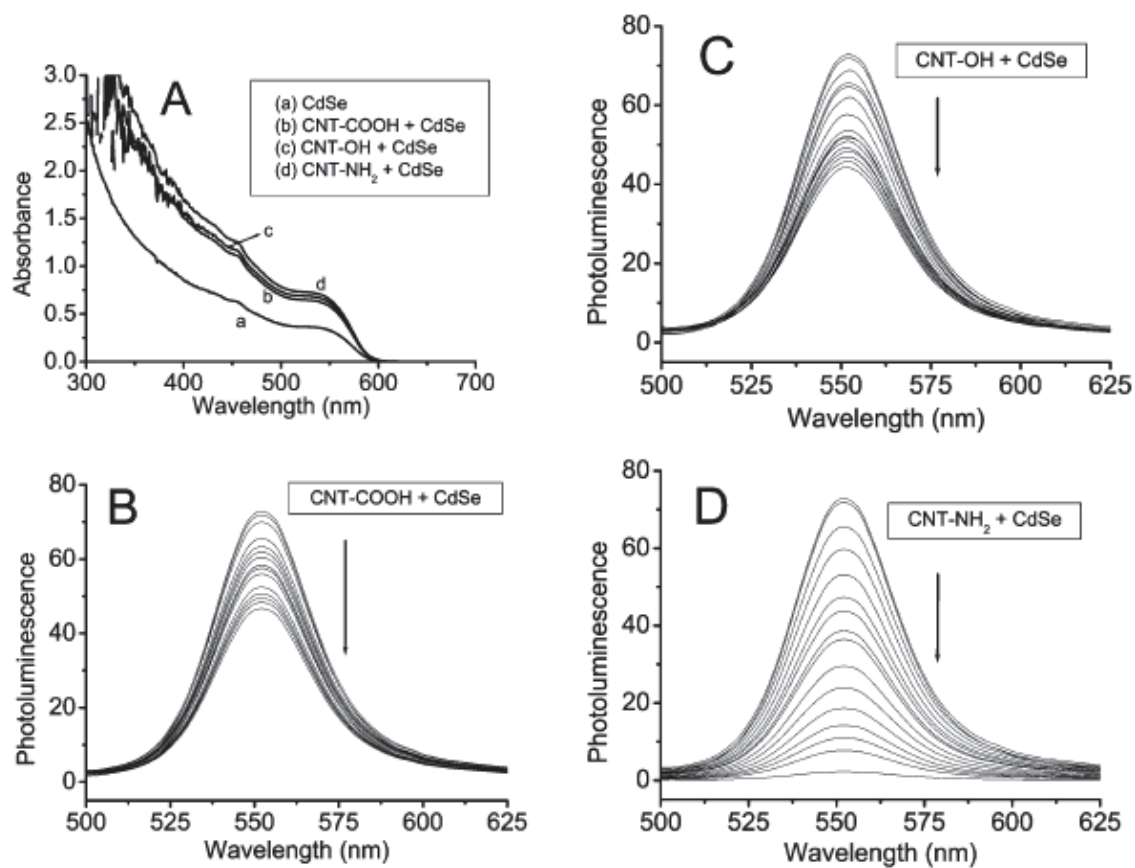 A
3.0
2.5
2.0
1.5
1.0
0.5
0.0
Absorbance
(a) CdSe
(b) CNT-COOH + CdSe
(c) CNT-OH + CdSe
(d) CNT-NH2 + CdSe
c
d
b
a
300 400 500 600 700
Wavelength (nm)
C
80
60
40
20
0
Photoluminescence
CNT-OH + CdSe
500 525 550 575 600 625
Wavelength (nm)
B
80
60
40
20
0
Photoluminescence
CNT-COOH + CdSe
500 525 550 575 600 625
Wavelength (nm)
D
80
60
40
20
0
Photoluminescence
CNT-NH2 + CdSe
500 525 550 575 600 625
Wavelength (nm)